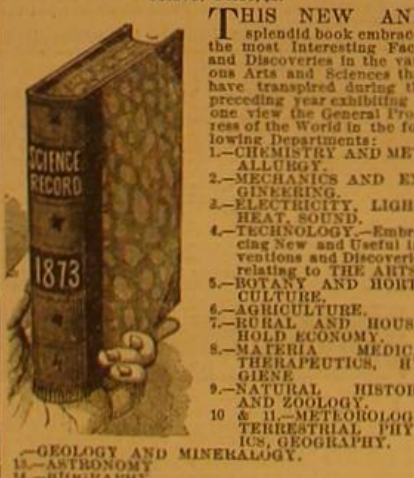 THIS NEW AN
splendid book embrace
the most Interesting Fac
and Discoveries in the va
ous Arts and Sciences th
have transpired during t
preceding year exhibiting
one view the General Pro
ress of the World in the fo
lowing Departments:
1.—CHEMISTRY AND MET
ALLURGY.
2.—MECHANICS AND EN
GINEERING.
3.—ELECTRICITY, LIGH
HEAT, SOUND.
4.—TECHNOLOGY.—Embr
cing New and Useful I
ventions and Discoveri
relating to THE ARTS
5.—BOTANY AND HORT
CULTURE.
6.—AGRICULTURE.
7.—RURAL AND HOUS
HOLD ECONOMY.
8.—MATERIA MEDIC
THERAPEUTICS, H
GIENE
9.—NATURAL HISTOR
AND ZOOLOGY.
10 & 11.—METEOROLOG
TERRESTRIAL PHY
ICS, GEOGRAPHY.
.—GEOLOGY AND MINERALOGY.
13.—ASTRONOMY
SCIENCE
RECORD
1873